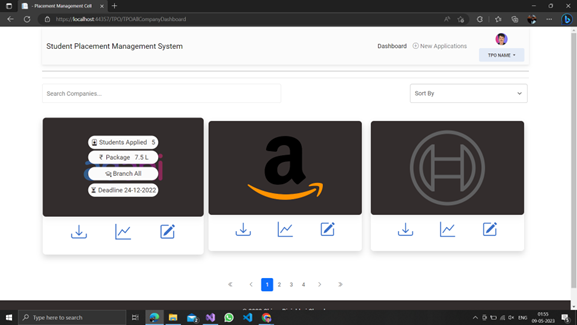 - Placement Management Cell
https://localhost:44357/TPO/TPOAllCompanyDashboard
Student Placement Management System
Dashboard
New Applications
TPO NAME
Search Companies...
Sort By
Students Applied 5
₹ Package 7.5 L
Branch All
Deadline 24-12-2022
a
1 2 3 4
Type here to search
ENG
01:55
09-05-2023